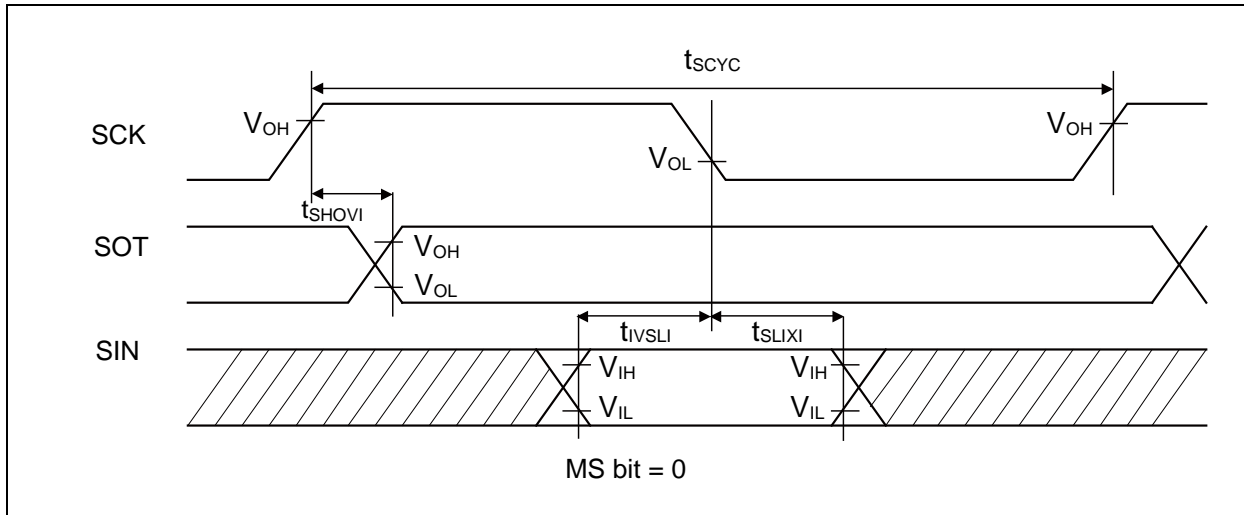 tSCYC
SCK
VOH
VOH
VOL
tSHOVI
SOT
VOH
VOL
tIVSLI
tSLIXI
SIN
VIH
VIH
VIL
VIL
MS bit = 0